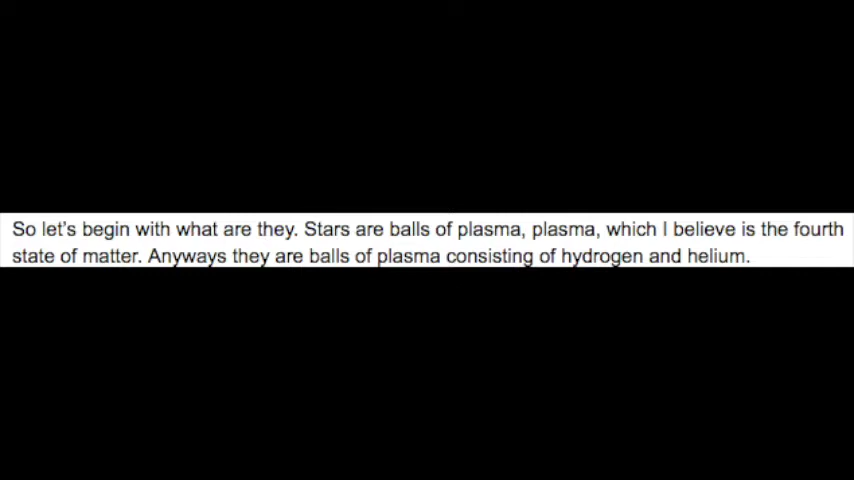 So let's begin with what are they. Stars are balls of plasma, plasma, which I believe is the fourth
state of matter. Anyways they are balls of plasma consisting of hydrogen and helium.